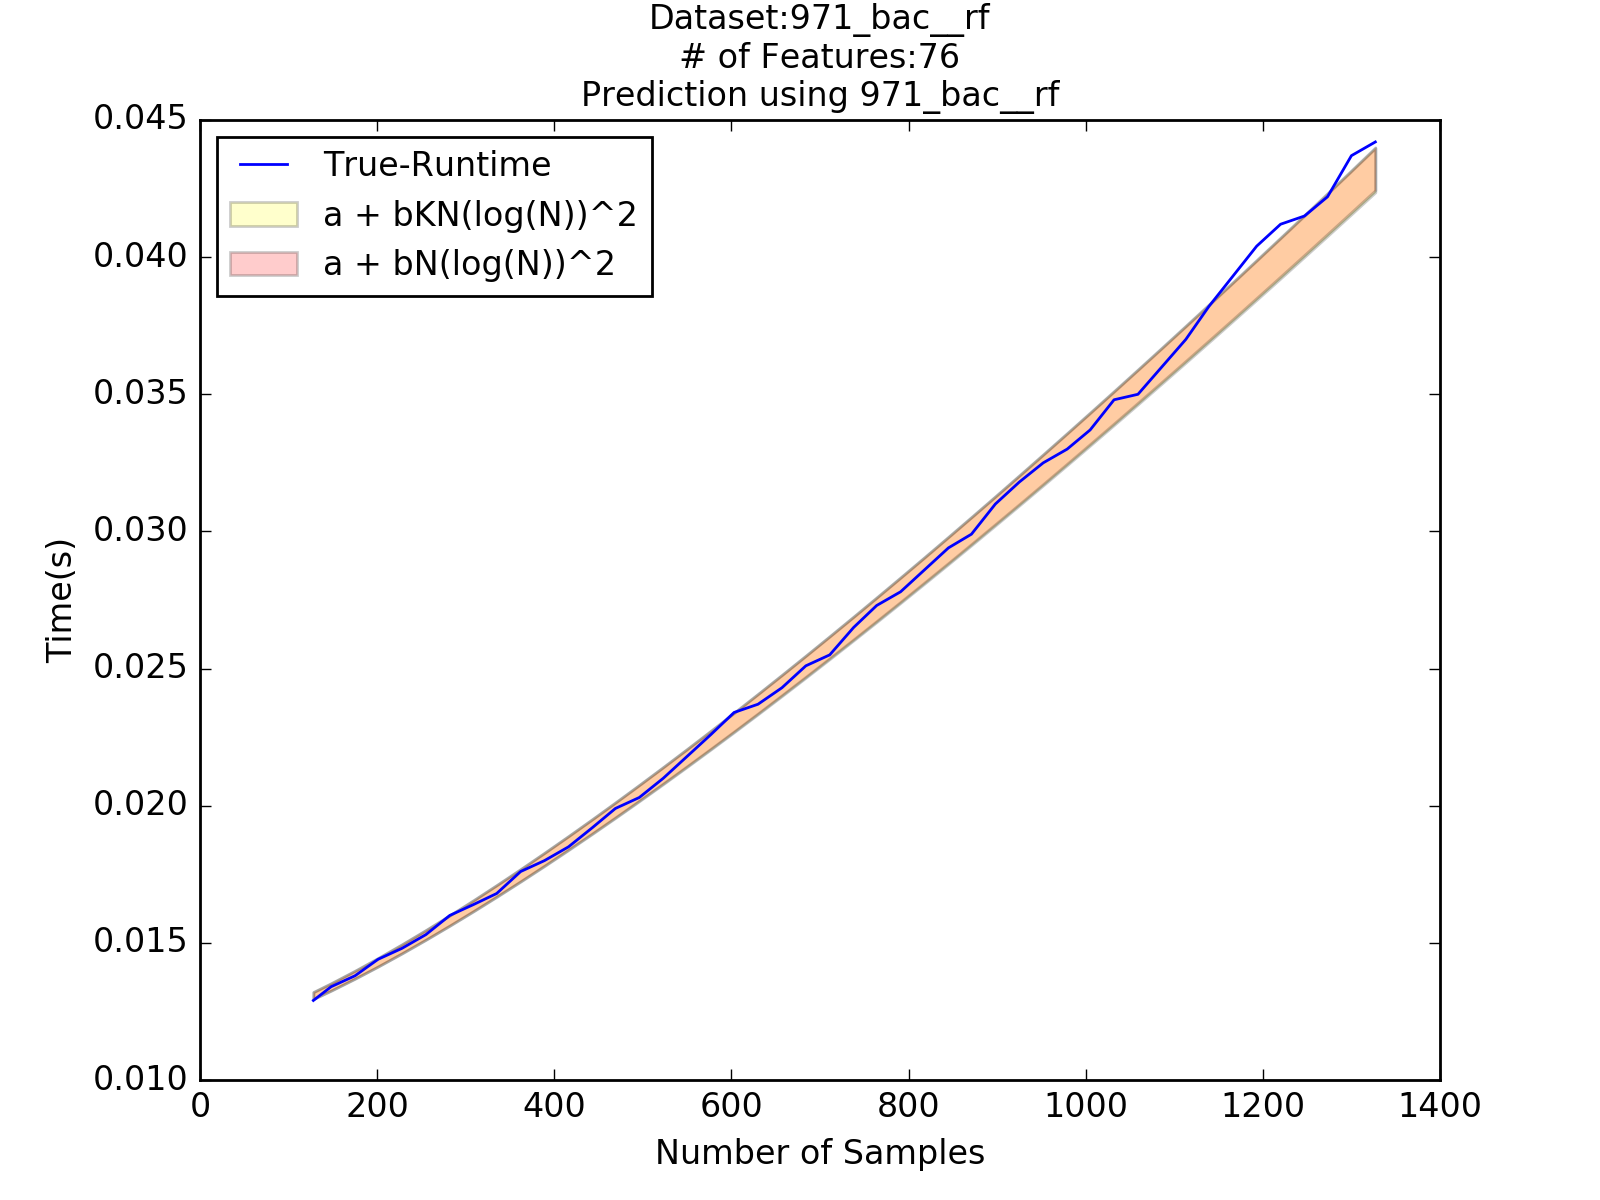 Dataset:971_bac__rf
# of Features:76
Prediction using 971_bac__rf
0.045
0.040
0.035
0.030
0.025
0.020
0.015
0.010
Time(s)
True-Runtime
a + bKN(log(N))^2
a + bN(log(N))^2
0 200 400 600 800 1000 1200 1400
Number of Samples